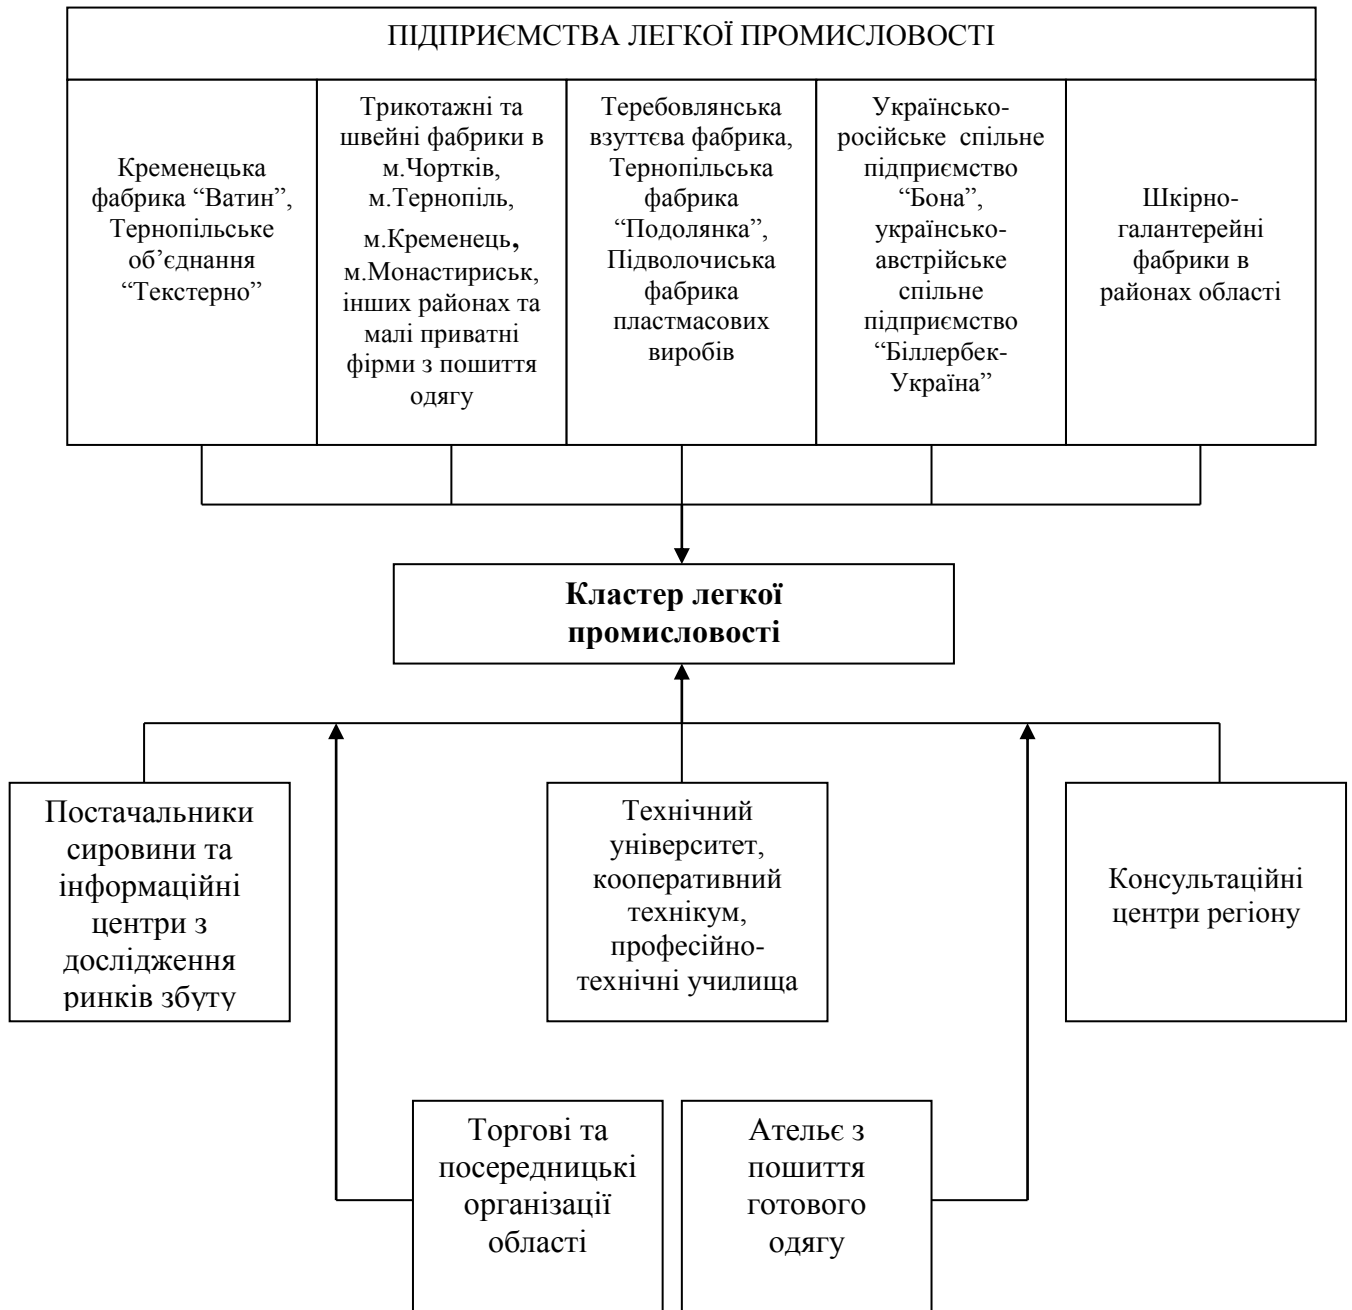 ПІДПРИЄМСТВА ЛЕГКОЇ ПРОМИСЛОВОСТІ
Кременецька
фабрика “Ватин”,
Тернопільське
об’єднання
“Текстерно”
Трикотажні та
швейні фабрики в
м.Чортків,
м.Тернопіль,
м.Кременець,
м.Монастириськ,
інших районах та
малі приватні
фірми з пошиття
одягу
Теребовлянська
взуттєва фабрика,
Тернопільська
фабрика
“Подолянка”,
Підволочиська
фабрика
пластмасових
виробів
Українсько-
російське спільне
підприємство
“Бона”,
українсько-
австрійське
спільне
підприємство
“Біллербек-
Україна”
Шкірно-
галантерейні
фабрики в
районах області
Кластер легкої
промисловості
Постачальники
сировини та
інформаційні
центри з
дослідження
ринків збуту
Технічний
університет,
кооперативний
технікум,
професійно-
технічні училища
Консультаційні
центри регіону
Торгові та
посередницькі
організації
області
Ательє з
пошиття
готового
одягу